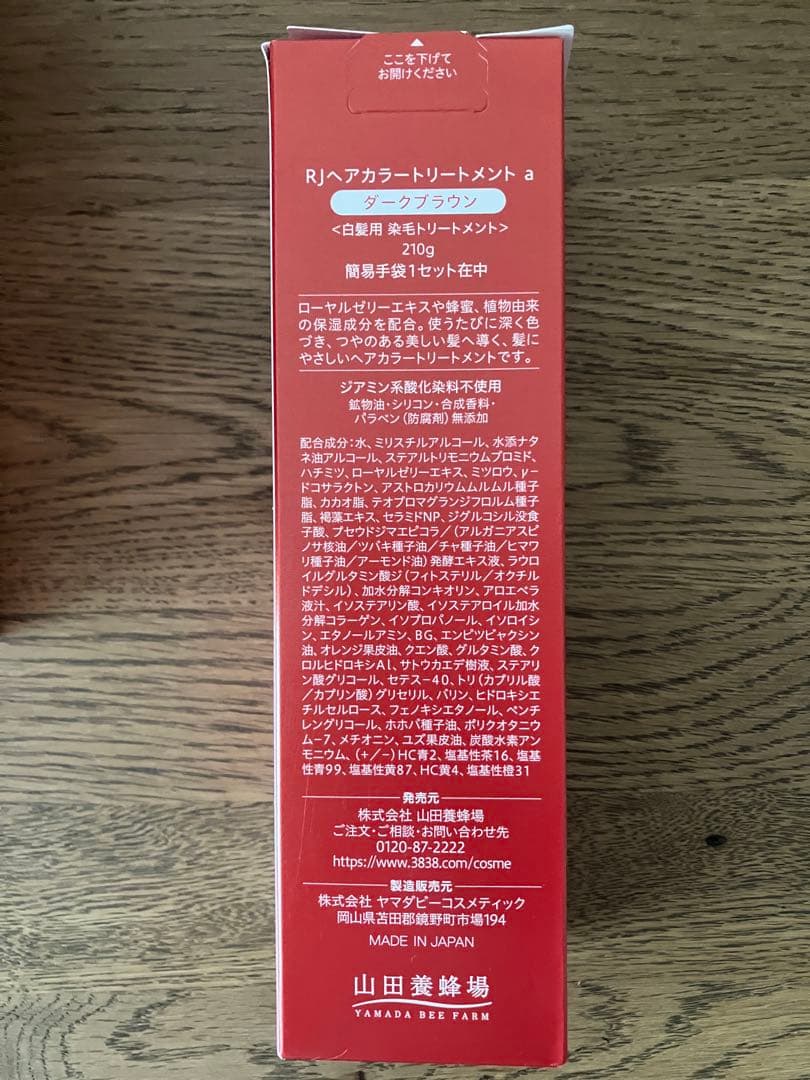 ここを下げて
お開けください
RJヘアカラートリートメント a
ダークブラウン
<白髪用 染毛トリートメント>
210g
簡易手袋1セット在中
ローヤルゼリーエキスや蜂蜜、植物由来
の保湿成分を配合。使うたびに深く色
づき、つやのある美しい髪へ導く、髪に
やさしいヘアカラートリートメントです。
ジアミン系酸化染料不使用
鉱物油・シリコン・合成香料・
パラベン(防腐剤)無添加
配合成分:水、ミリスチルアルコール、水添ナタ
ネ油アルコール、ステアルトリモニウムブロミド、
ハチミツ、ローヤルゼリーエキス、ミツロウ、γ-
ドコサラクトン、アストロカリウムムルムル種子
脂、カカオ脂、テオブロマグランジフロルム種子
脂、褐藻エキス、セラミドNP、ジグルコシル没食
子酸、プセウドジマエピコラ/(アルガニアスピ
ノサ核油/ツバキ種子油/チャ種子油/ヒマワ
リ種子油/アーモンド油)発酵エキス液、ラウロ
イルグルタミン酸ジ(フィトステリル/オクチル
ドデシル)、加水分解コンキオリン、アロエベラ
液汁、イソステアリン酸、イソステアロイル加水
分解コラーゲン、イソプロパノール、イソロイシ
ン、エタノールアミン、BG、エンピツビャクシン
油、オレンジ果皮油、クエン酸、グルタミン酸、ク
ロルヒドロキシAl、サトウカエデ樹液、ステアリ
ン酸グリコール、セテス-40、トリ(カプリル酸
/カプリン酸)グリセリル、バリン、ヒドロキシエ
チルセルロース、フェノキシエタノール、ペンチ
レングリコール、ホホバ種子油、ポリクオタニウ
ム-7、メチオニン、ユズ果皮油、炭酸水素アン
モニウム、(+/-)HC青2、塩基性茶16、塩基
性青99、塩基性黄87、HC黄4、塩基性橙31
発売元
株式会社 山田養蜂場
ご注文・ご相談・お問い合わせ先
0120-87-2222
https://www.3838.com/cosme
製造販売元
株式会社 ヤマダビーコスメティック
岡山県苫田郡鏡野町市場194
MADE IN JAPAN
山田養蜂場
YAMADA BEE FARM